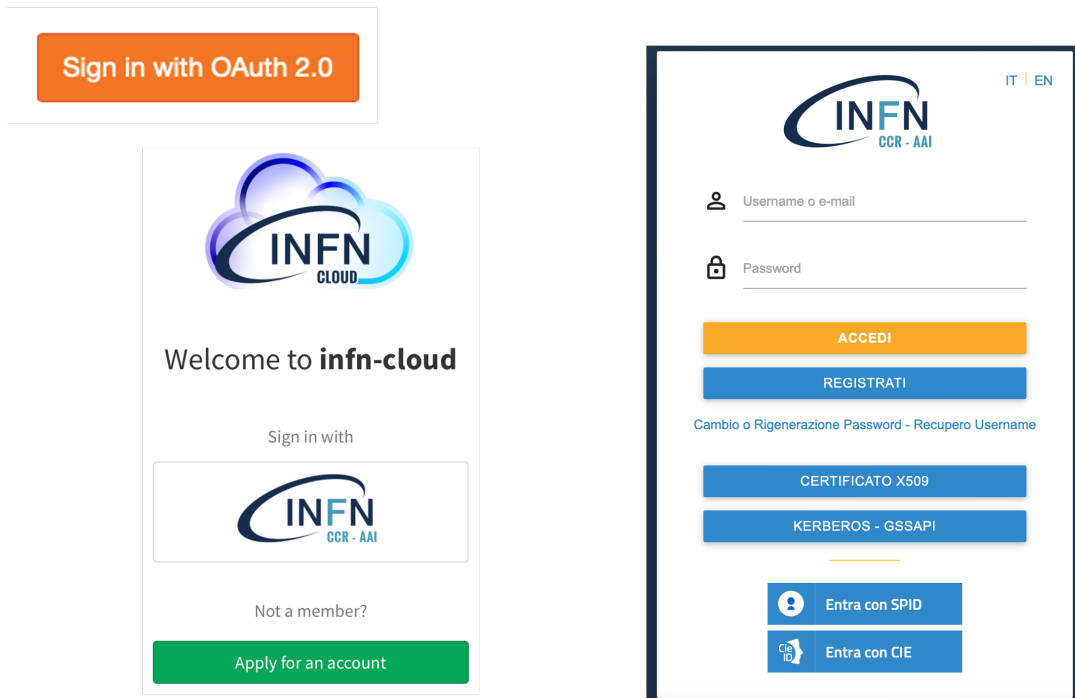 Sign in with OAuth 2.0
INFN
CLOUD
Welcome to infn-cloud
Sign in with
INFN
CCR - AAI
Not a member?
Apply for an account
IT | EN
INFN
CCR - AAI
Username o e-mail
Password
ACCEDI
REGISTRATI
Cambio o Rigenerazione Password - Recupero Username
CERTIFICATO X509
KERBEROS - GSSAPI
Entra con SPID
Cie
ID
Entra con CIE